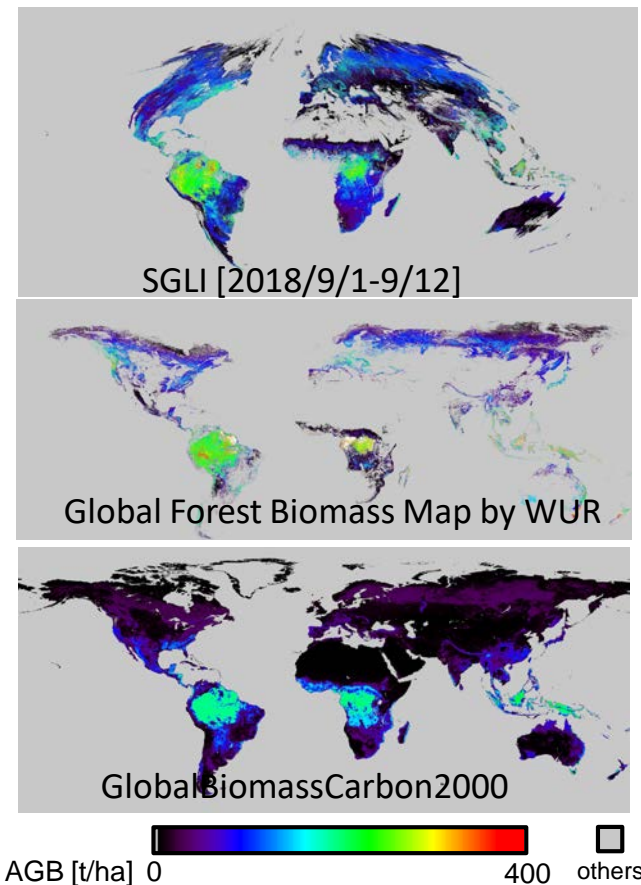 SGLI [2018/9/1-9/12]
Global Forest Biomass Map by WUR
GlobalBiomassCarbon2000
AGB [t/ha] 0 400 others